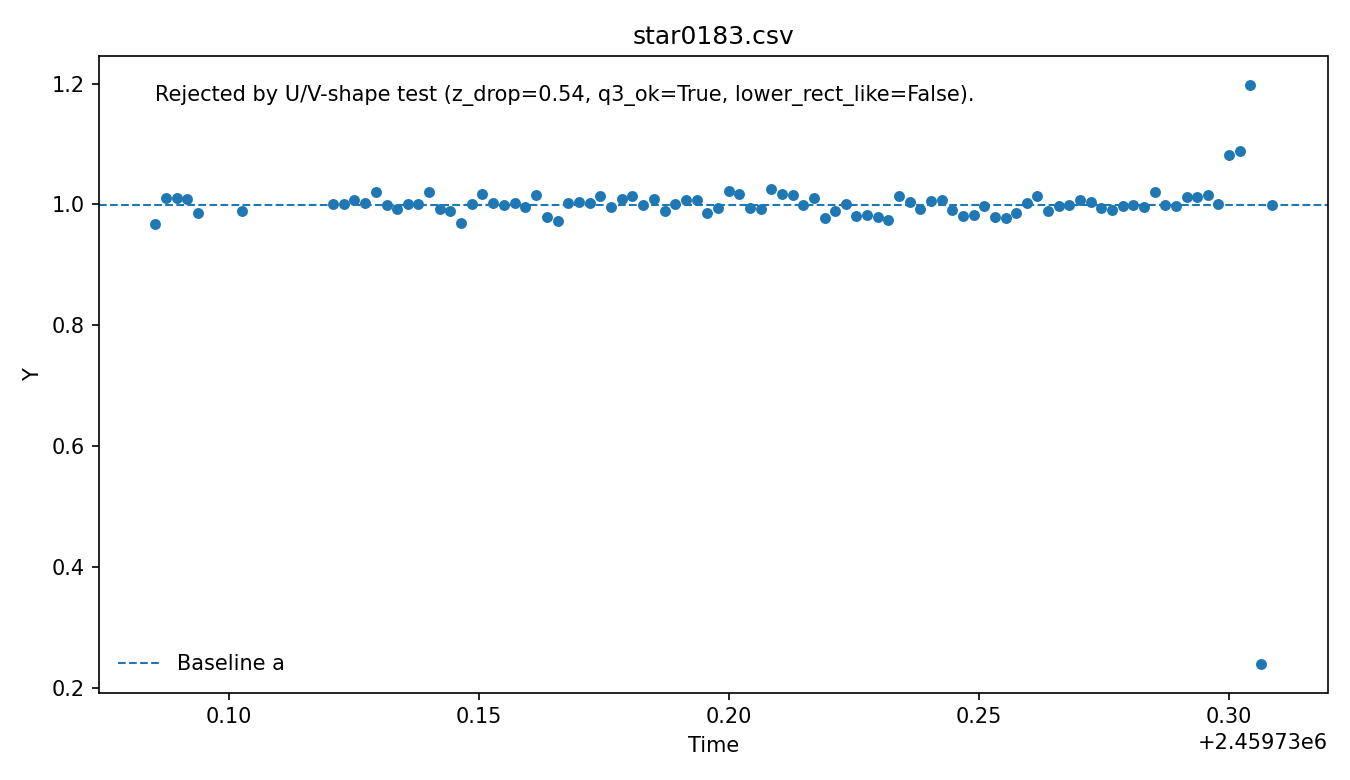 star0183.csv
Rejected by U/V-shape test (z_drop=0.54, q3_ok=True, lower_rect_like=False).
1.2
1.0
0.8
0.6
0.4
0.2
Y
Baseline a
0.10 0.15 0.20 0.25 0.30
Time
+2.45973e6